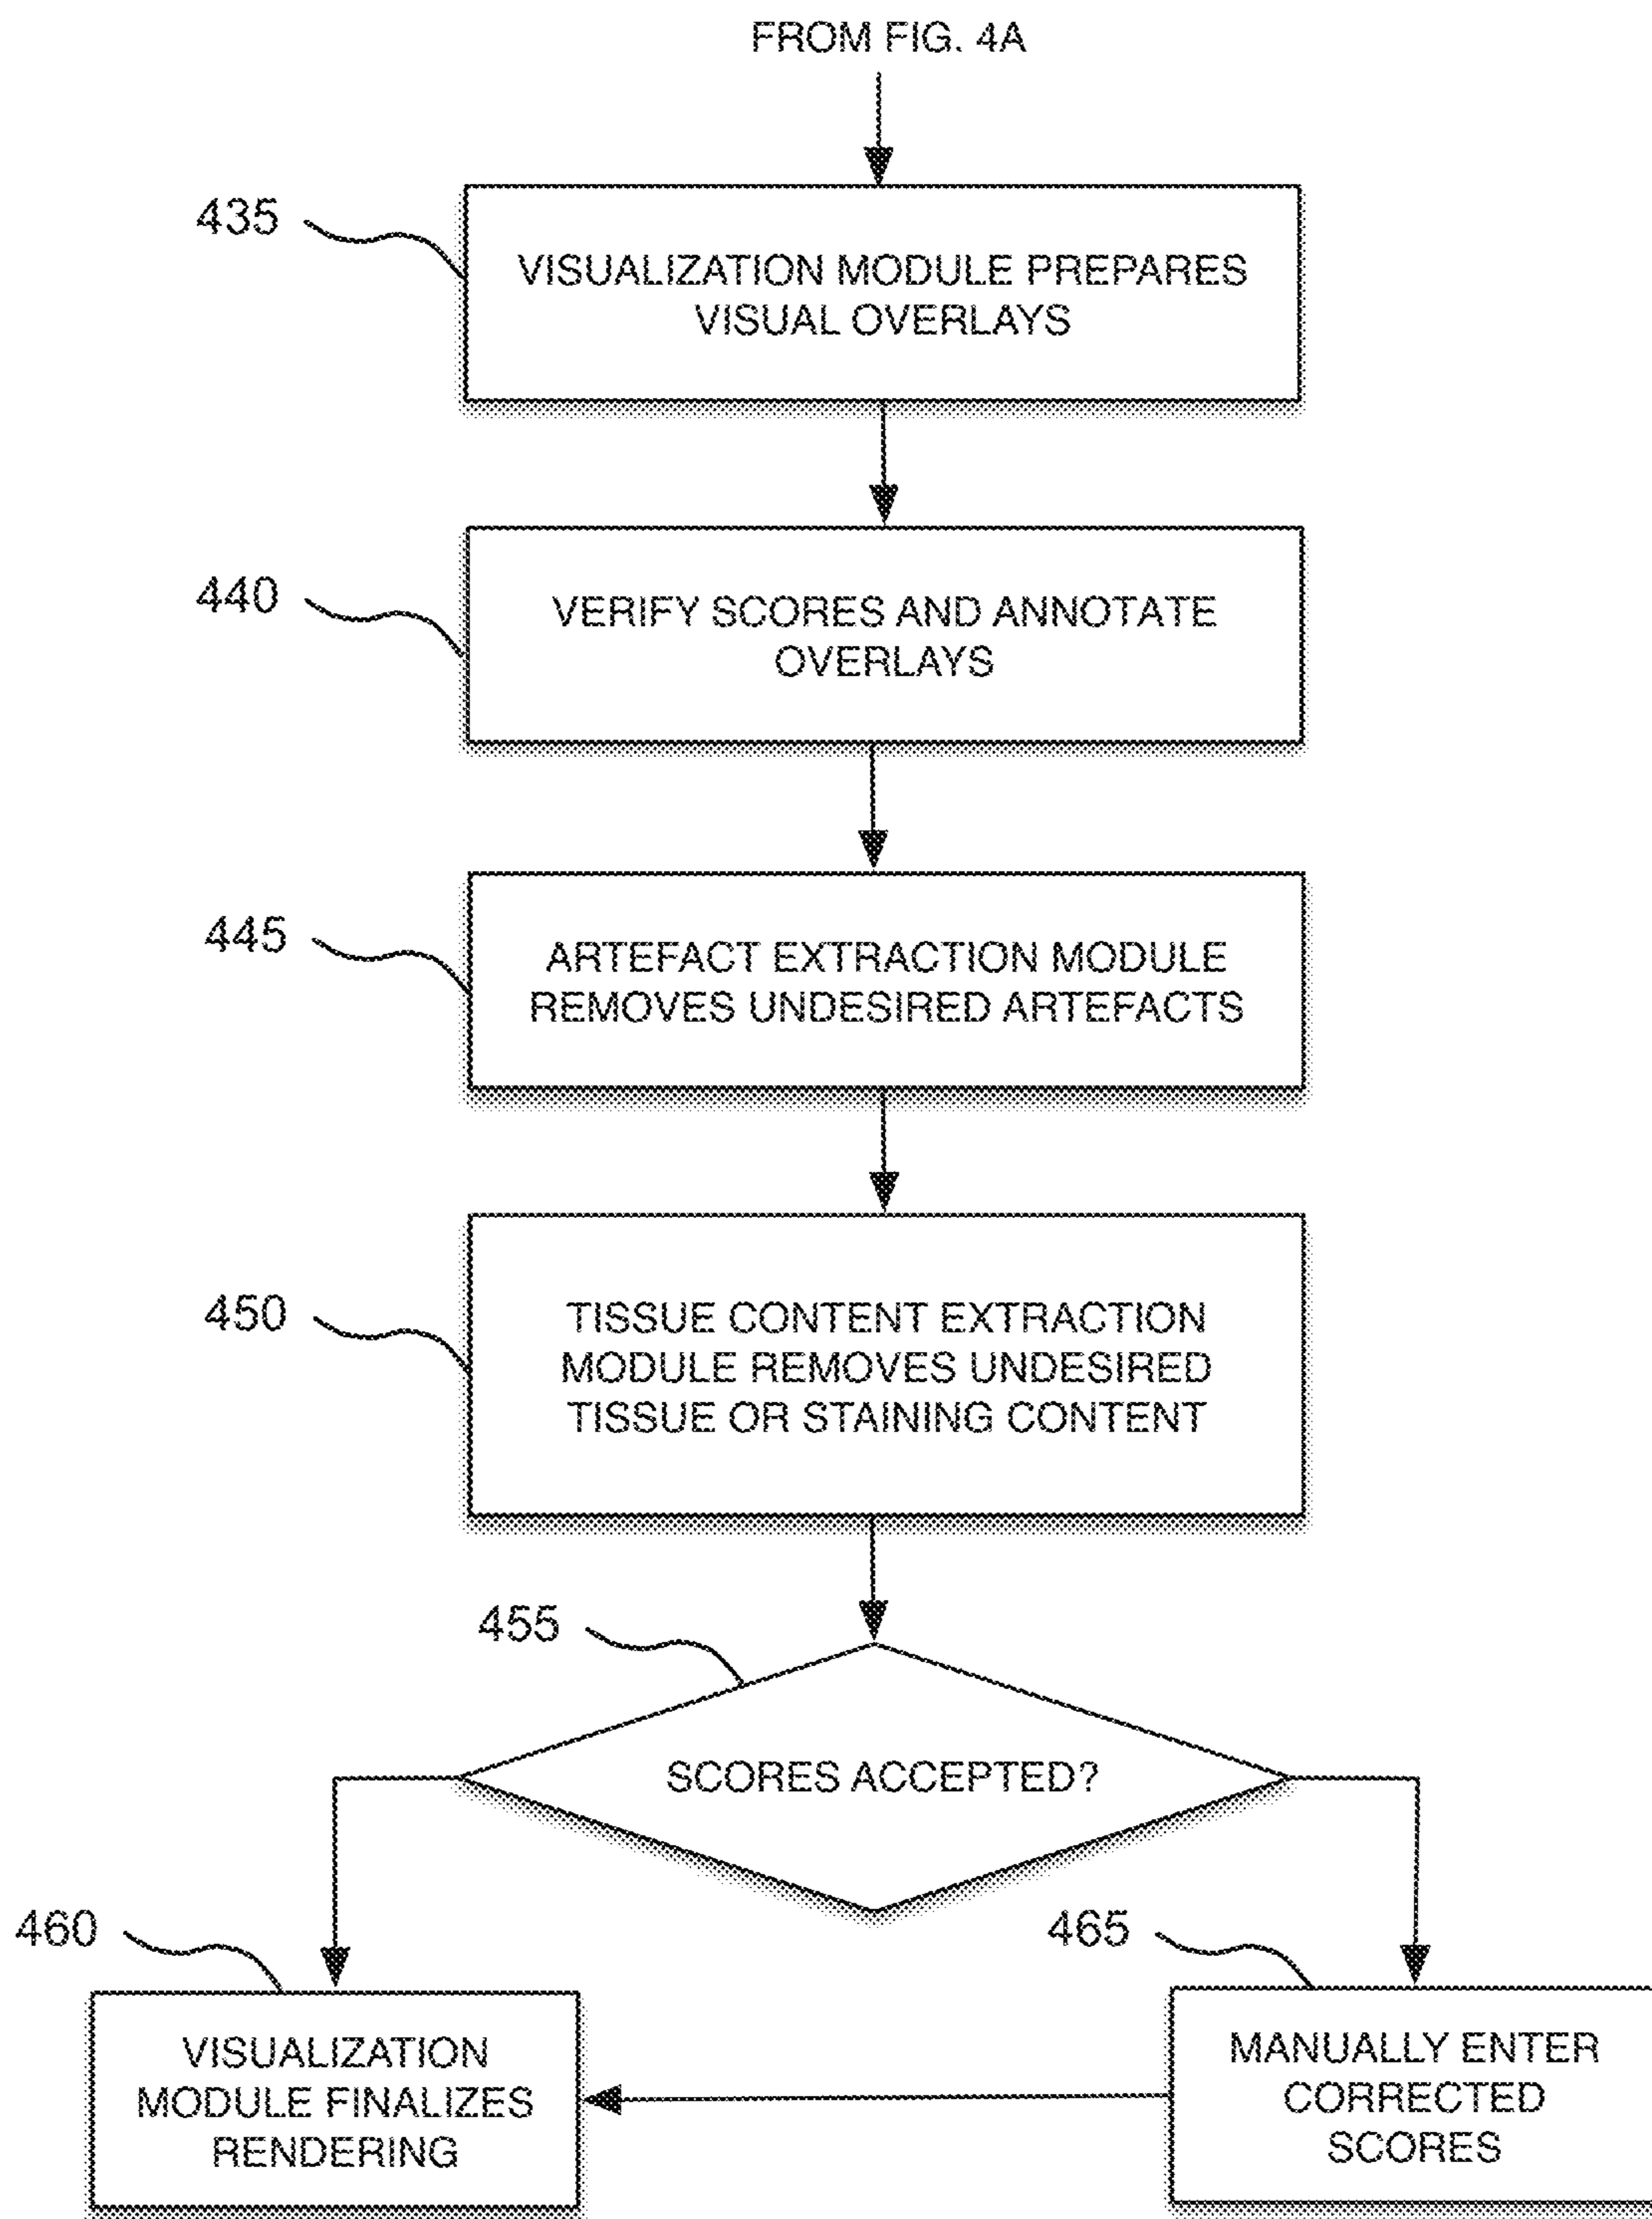 FROM FIG. 4A
435
VISUALIZATION MODULE PREPARES
VISUAL OVERLAYS
440
VERIFY SCORES AND ANNOTATE
OVERLAYS
445
ARTEFACT EXTRACTION MODULE
REMOVES UNDESIRED ARTEFACTS
450
TISSUE CONTENT EXTRACTION
MODULE REMOVES UNDESIRED
TISSUE OR STAINING CONTENT
455
SCORES ACCEPTED?
460
VISUALIZATION
MODULE FINALIZES
RENDERING
465
MANUALLY ENTER
CORRECTED
SCORES